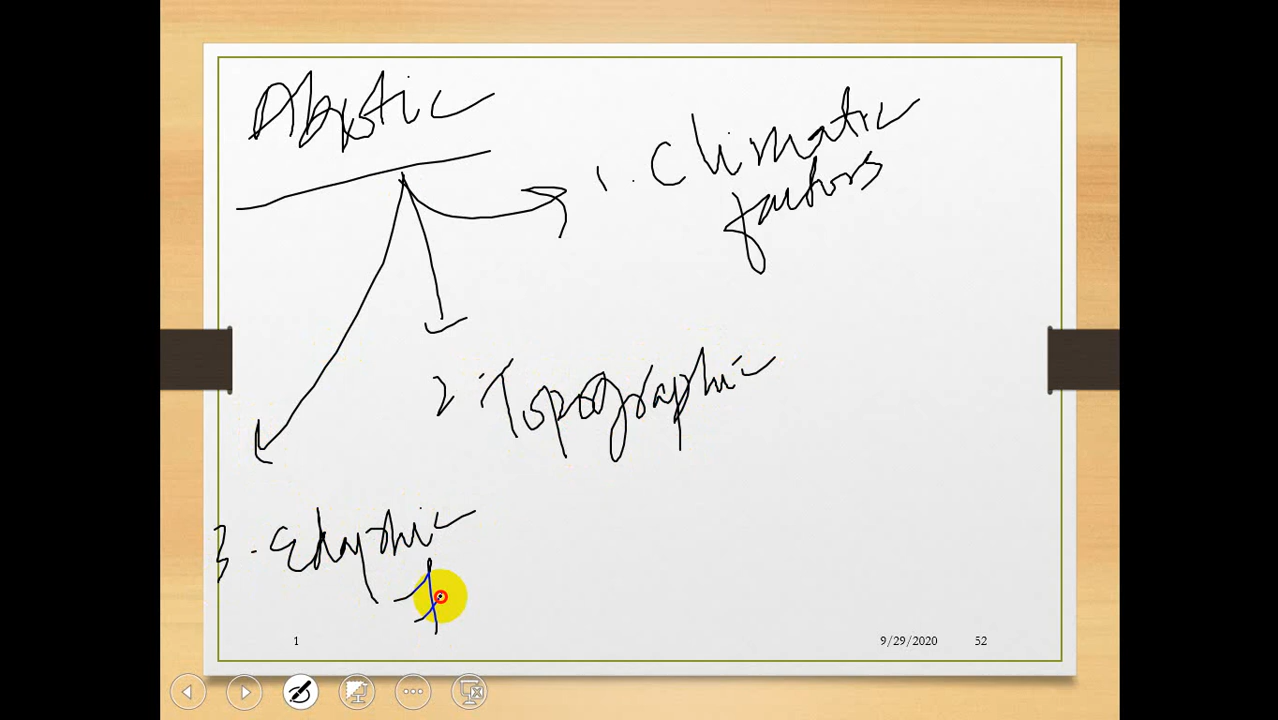 Abiotic
1. Climatic
factors
2. Topographic
3. Edaphic
f
1
9/29/2020
52